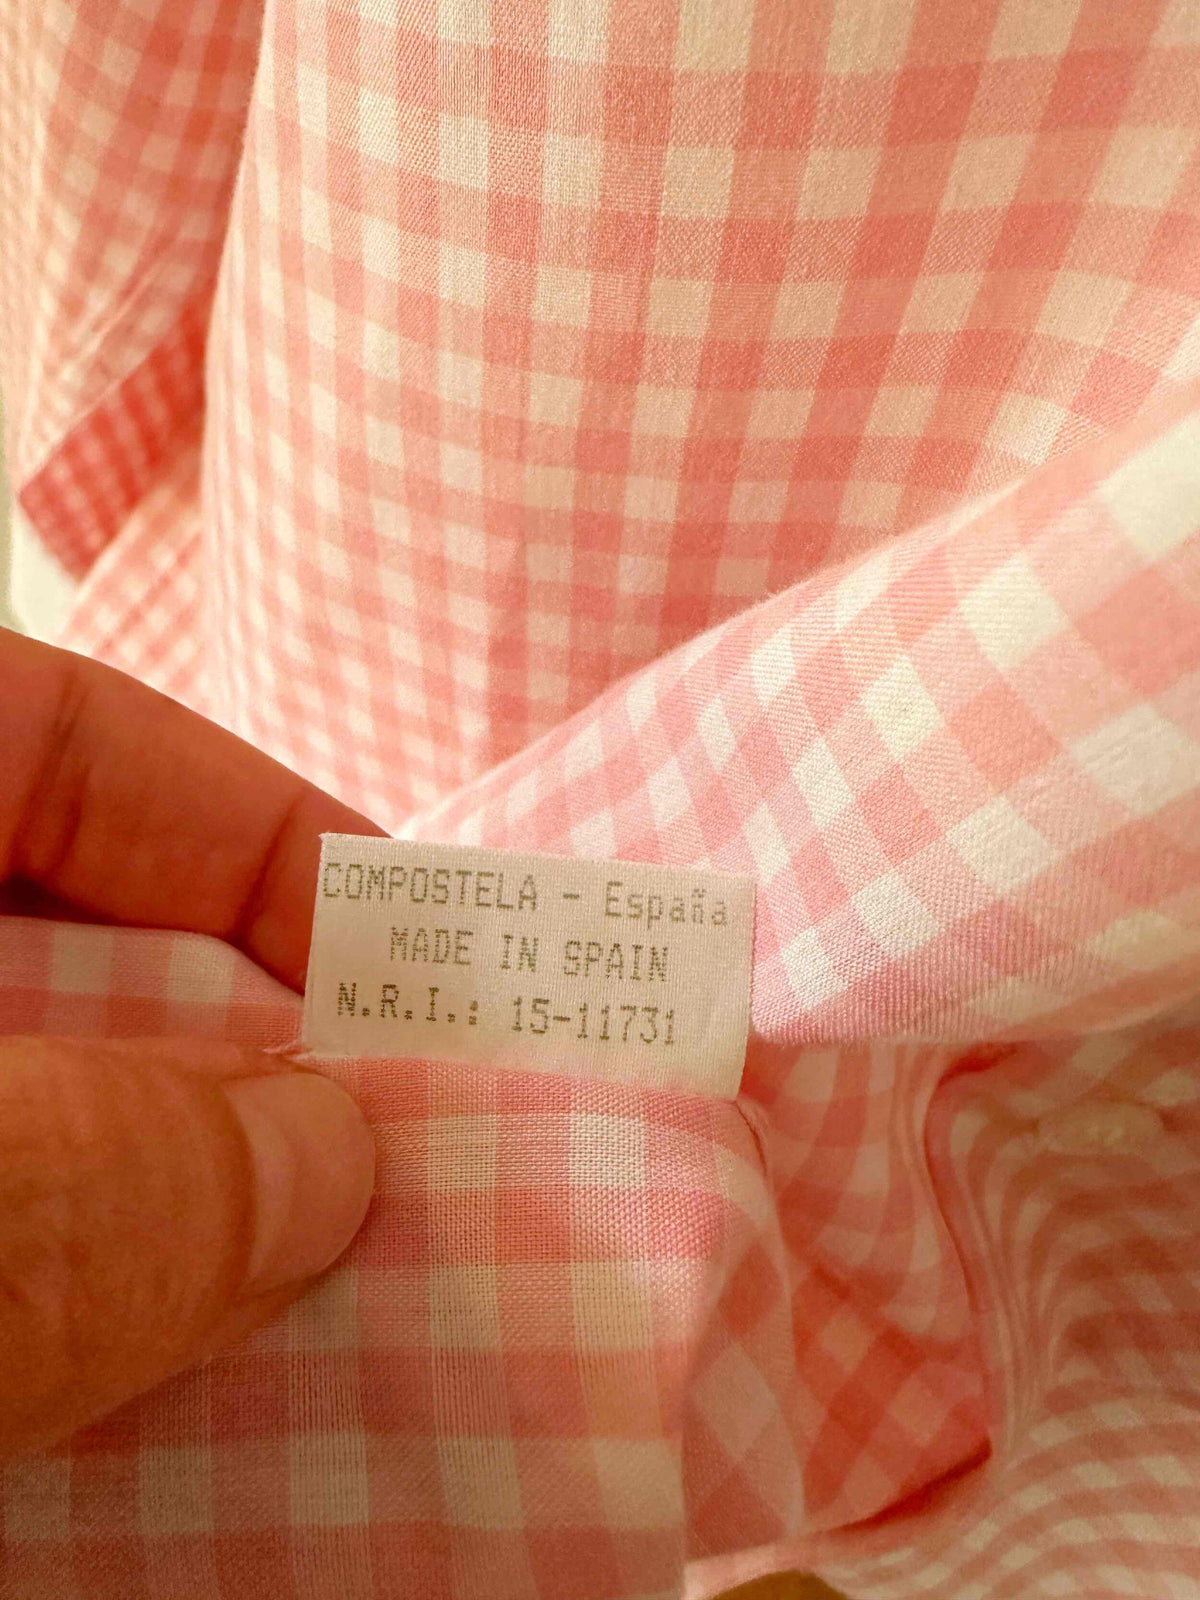 COMPOSTELA - España
MADE IN SPAIN
N.R.I.: 15-11731